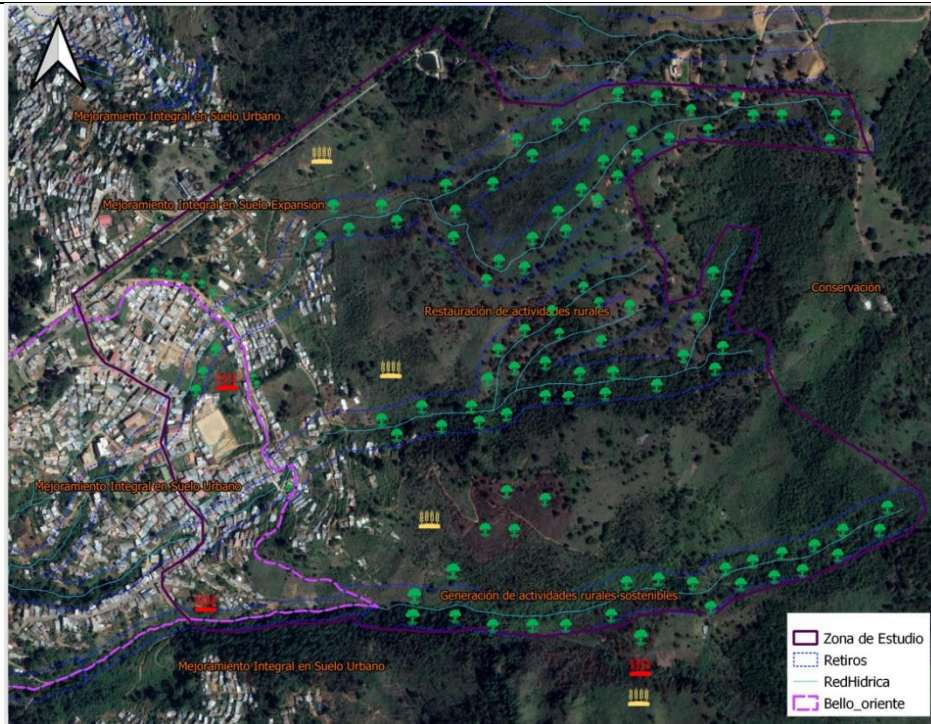 Mejoramiento Integral en Suelo Urbano
Mejoramiento Integral en Suelo Expansión
Conservación
Restauración de actividades rurales
Mejoramiento Integral en Suelo Urbano
Generación de actividades rurales sostenibles
Mejoramiento Integral en Suelo Urbano
Zona de Estudio
Retiros
RedHidrica
Bello_oriente